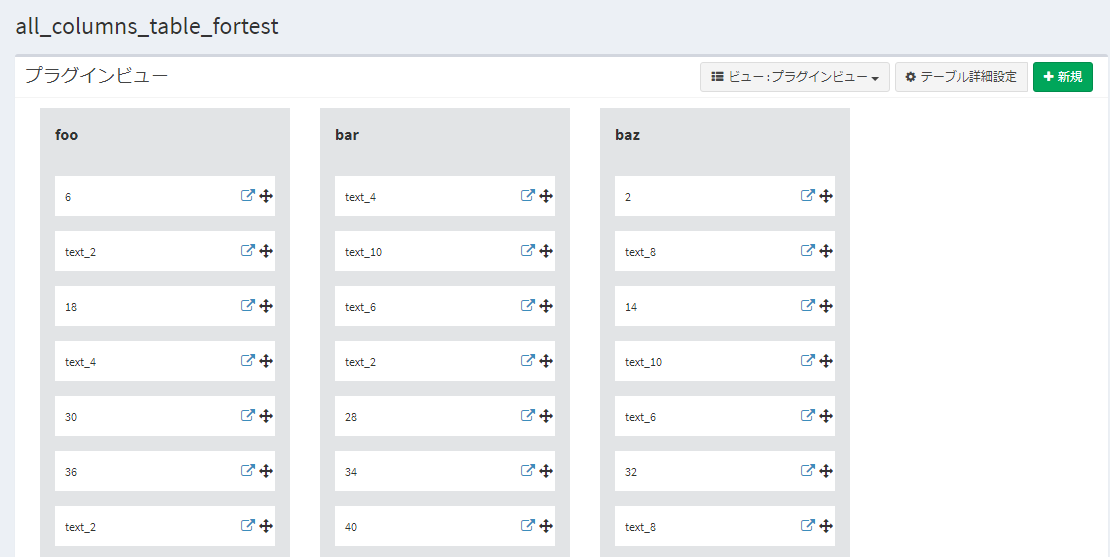 all_columns_table_fortest
プラグインビュー
ビュー:プラグインビュー
テーブル詳細設定
新規
foo
bar
baz
6
text_4
2
text_2
text_10
text_8
18
text_6
14
text_4
text_2
text_10
30
28
text_6
36
34
32
text_2
40
text_8